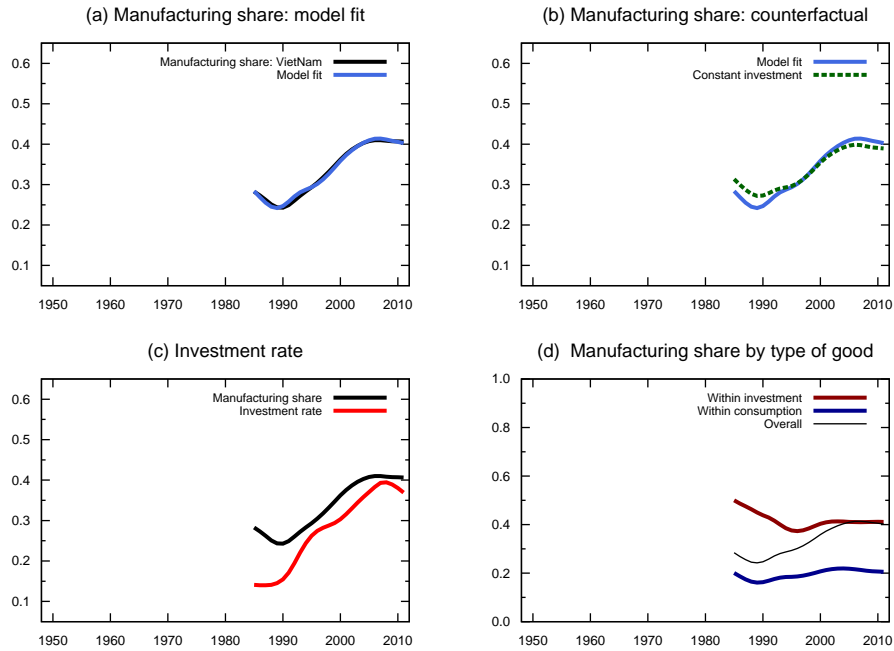 (a) Manufacturing share: model fit
0.6
0.5
0.4
0.3
0.2
0.1
Manufacturing share: VietNam
Model fit
1950 1960 1970 1980 1990 2000 2010
(b) Manufacturing share: counterfactual
0.6
0.5
0.4
0.3
0.2
0.1
Model fit
Constant investment
1950 1960 1970 1980 1990 2000 2010
(c) Investment rate
0.6
0.5
0.4
0.3
0.2
0.1
Manufacturing share
Investment rate
1950 1960 1970 1980 1990 2000 2010
(d) Manufacturing share by type of good
1.0
0.8
0.6
0.4
0.2
0.0
Within investment
Within consumption
Overall
1950 1960 1970 1980 1990 2000 2010